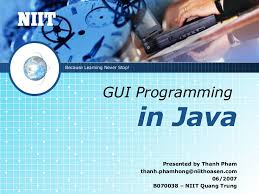 NIIT
Because Learning Never Stop!
GUI Programming
in Java
Presented by Thanh Pham
thanh.phamhong@niithoasen.com
06/2007
B070038 – NIIT Quang Trung